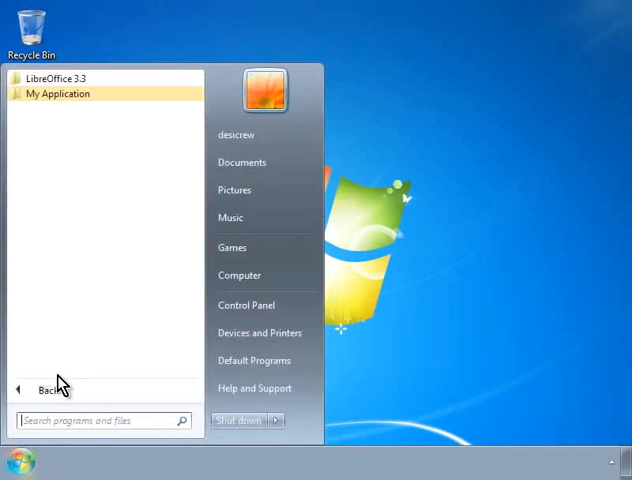 Recycle Bin
LibreOffice 3.3
My Application
desicrew
Documents
Pictures
Music
Games
Computer
Control Panel
Devices and Printers
Default Programs
Help and Support
Back
Search programs and files
Shut down